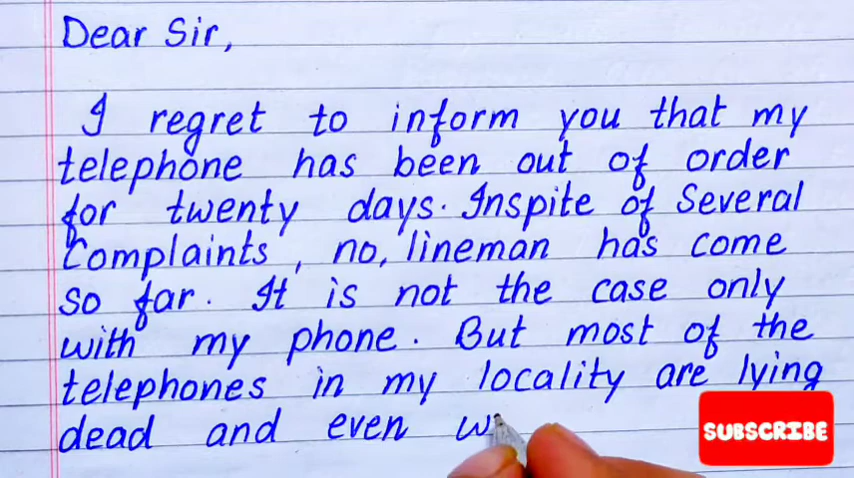 Dear Sir,
I regret to inform you that my
telephone has been out of order
for twenty days. Inspite of Several
Complaints, no, lineman has come
so far. It is not the case only
with my phone. But most of the
telephones in my locality are lying
dead and even
SUBSCRIBE